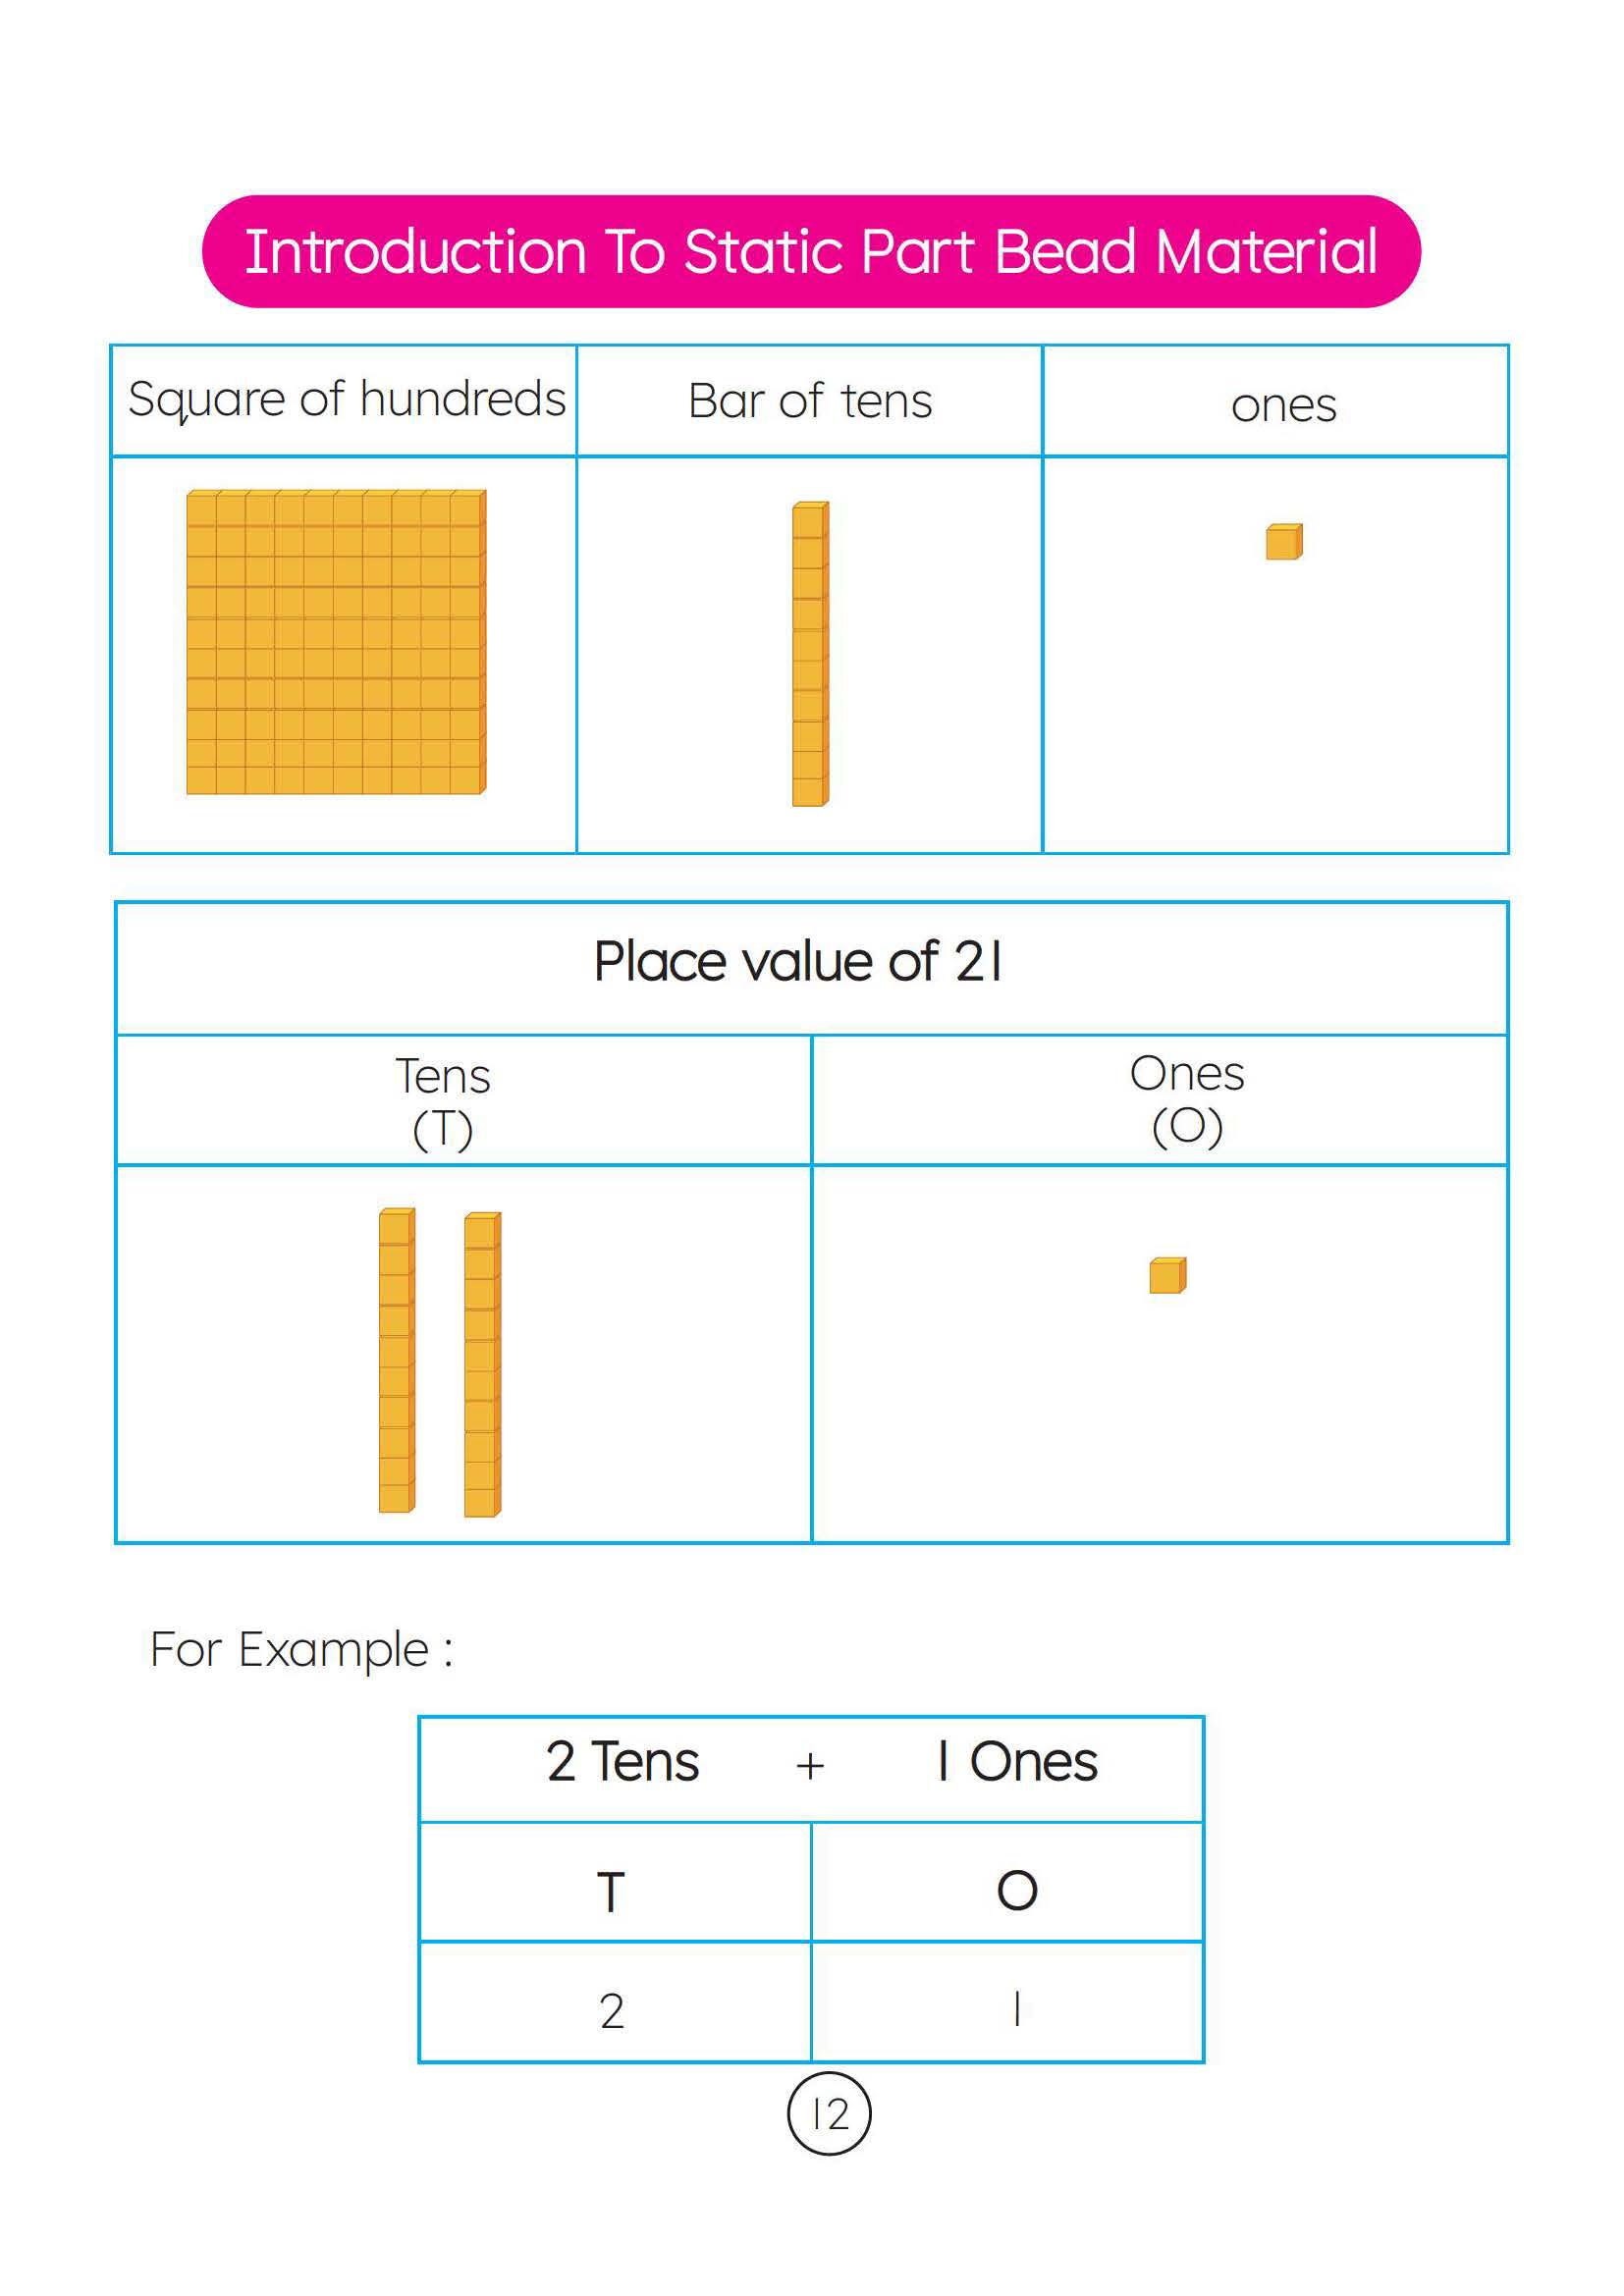 Introduction To Static Part Bead Material
Square of hundreds
Bar of tens
ones
Place value of 21
Tens
(T)
Ones
(O)
For Example :
2 Tens + 1 Ones
T O
2 1
12